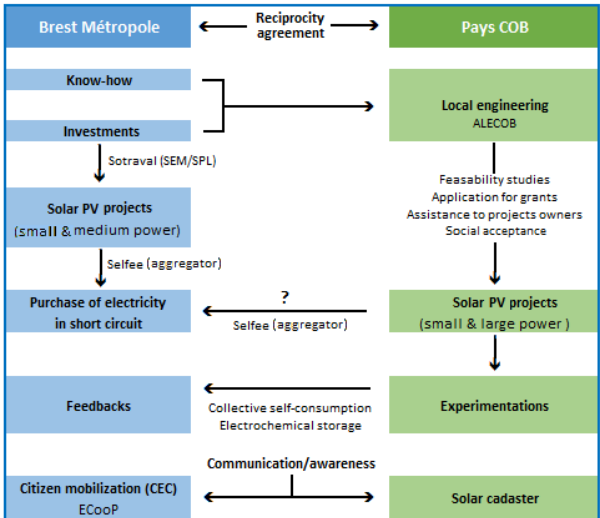 Brest Métropole
Reciprocity
agreement
Pays COB
Know-how
Investments
Local engineering
ALECOB
Sotraval (SEM/SPL)
Feasability studies
Application for grants
Assistance to projects owners
Social acceptance
Solar PV projects
(small & medium power)
Selfee (aggregator)
Purchase of electricity
in short circuit
?
Selfee (aggregator)
Solar PV projects
(small & large power )
Feedbacks
Collective self-consumption
Electrochemical storage
Experimentations
Communication/awareness
Citizen mobilization (CEC)
ECooP
Solar cadaster